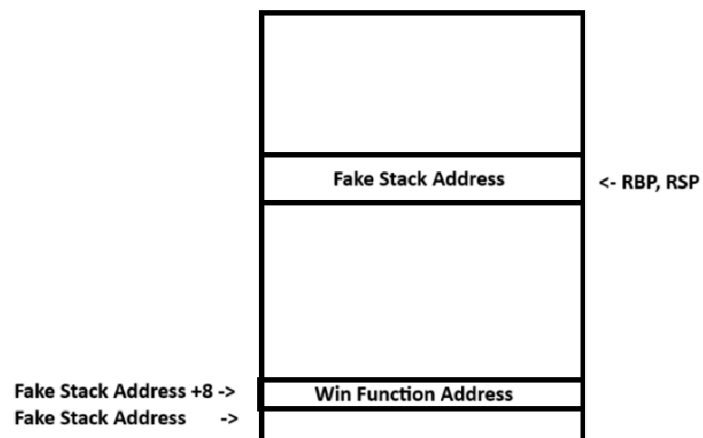 Fake Stack Address <- RBP, RSP
Fake Stack Address +8 -> Win Function Address
Fake Stack Address ->